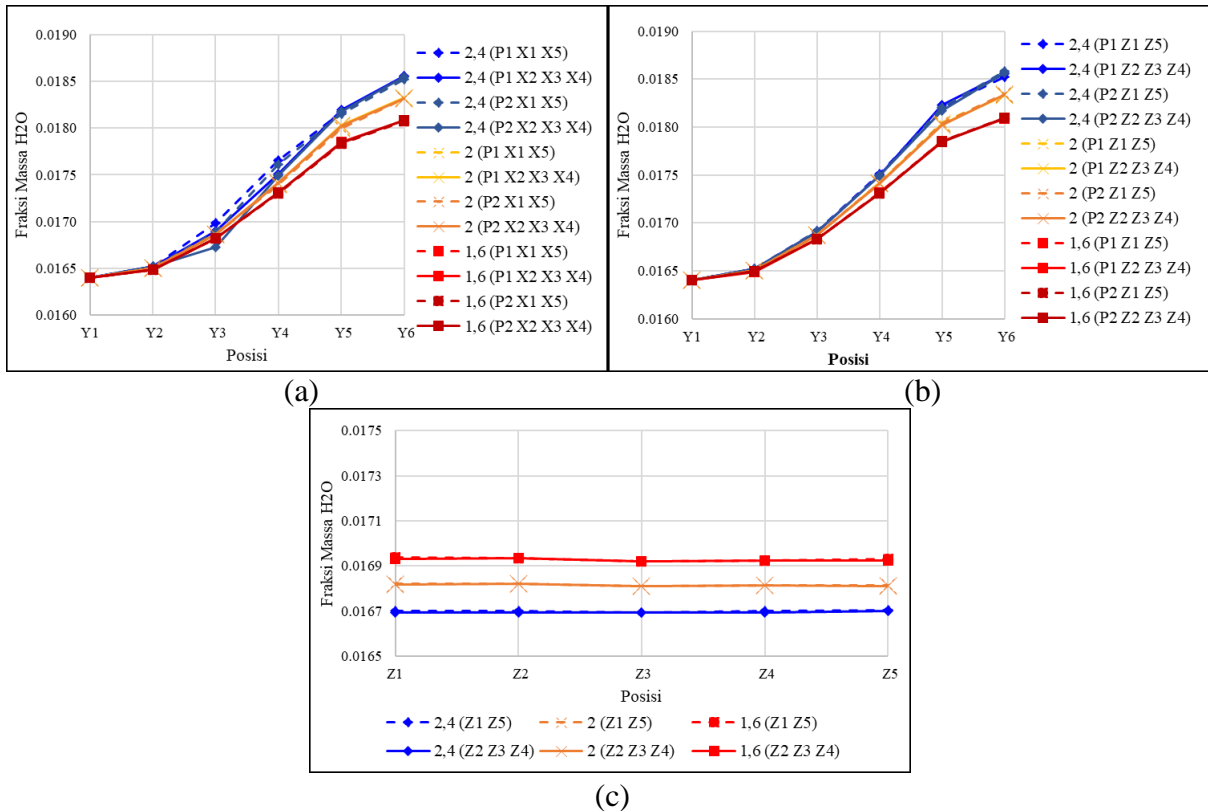 0.0190
0.0185
0.0180
0.0175
0.0170
0.0165
0.0160
Fraksi Massa H2O
Y1 Y2 Y3 Y4 Y5 Y6
Posisi
2,4 (P1 X1 X5)
2,4 (P1 X2 X3 X4)
2,4 (P2 X1 X5)
2,4 (P2 X2 X3 X4)
2 (P1 X1 X5)
2 (P1 X2 X3 X4)
2 (P2 X1 X5)
2 (P2 X2 X3 X4)
1,6 (P1 X1 X5)
1,6 (P1 X2 X3 X4)
1,6 (P2 X1 X5)
1,6 (P2 X2 X3 X4)
(a)
0.0190
0.0185
0.0180
0.0175
0.0170
0.0165
0.0160
Fraksi Massa H2O
Y1 Y2 Y3 Y4 Y5 Y6
Posisi
2,4 (P1 Z1 Z5)
2,4 (P1 Z2 Z3 Z4)
2,4 (P2 Z1 Z5)
2,4 (P2 Z2 Z3 Z4)
2 (P1 Z1 Z5)
2 (P1 Z2 Z3 Z4)
2 (P2 Z1 Z5)
2 (P2 Z2 Z3 Z4)
1,6 (P1 Z1 Z5)
1,6 (P1 Z2 Z3 Z4)
1,6 (P2 Z1 Z5)
1,6 (P2 Z2 Z3 Z4)
(b)
0.0175
0.0173
0.0171
0.0169
0.0167
0.0165
Fraksi Massa H2O
Z1 Z2 Z3 Z4 Z5
Posisi
2,4 (Z1 Z5) 2 (Z1 Z5) 1,6 (Z1 Z5)
2,4 (Z2 Z3 Z4) 2 (Z2 Z3 Z4) 1,6 (Z2 Z3 Z4)
(c)